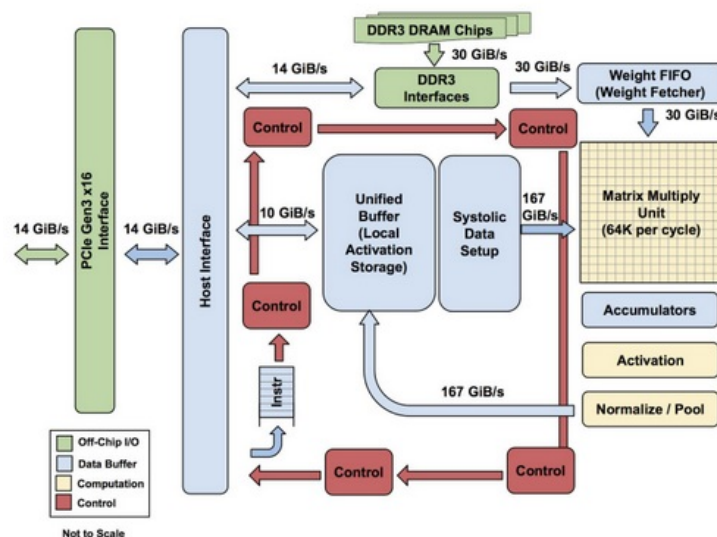 DDR3 DRAM Chips
30 GiB/s
14 GiB/s
DDR3
Interfaces
30 GiB/s
Weight FIFO
(Weight Fetcher)
30 GiB/s
Control
Control
PCIe Gen3 x16
Interface
14 GiB/s
14 GiB/s
Host Interface
10 GiB/s
Unified
Buffer
(Local
Activation
Storage)
Systolic
Data
Setup
167
GiB/s
Matrix Multiply
Unit
(64K per cycle)
Control
Accumulators
Activation
Instr
167 GiB/s
Normalize / Pool
Control
Control
Off-Chip I/O
Data Buffer
Computation
Control
Not to Scale